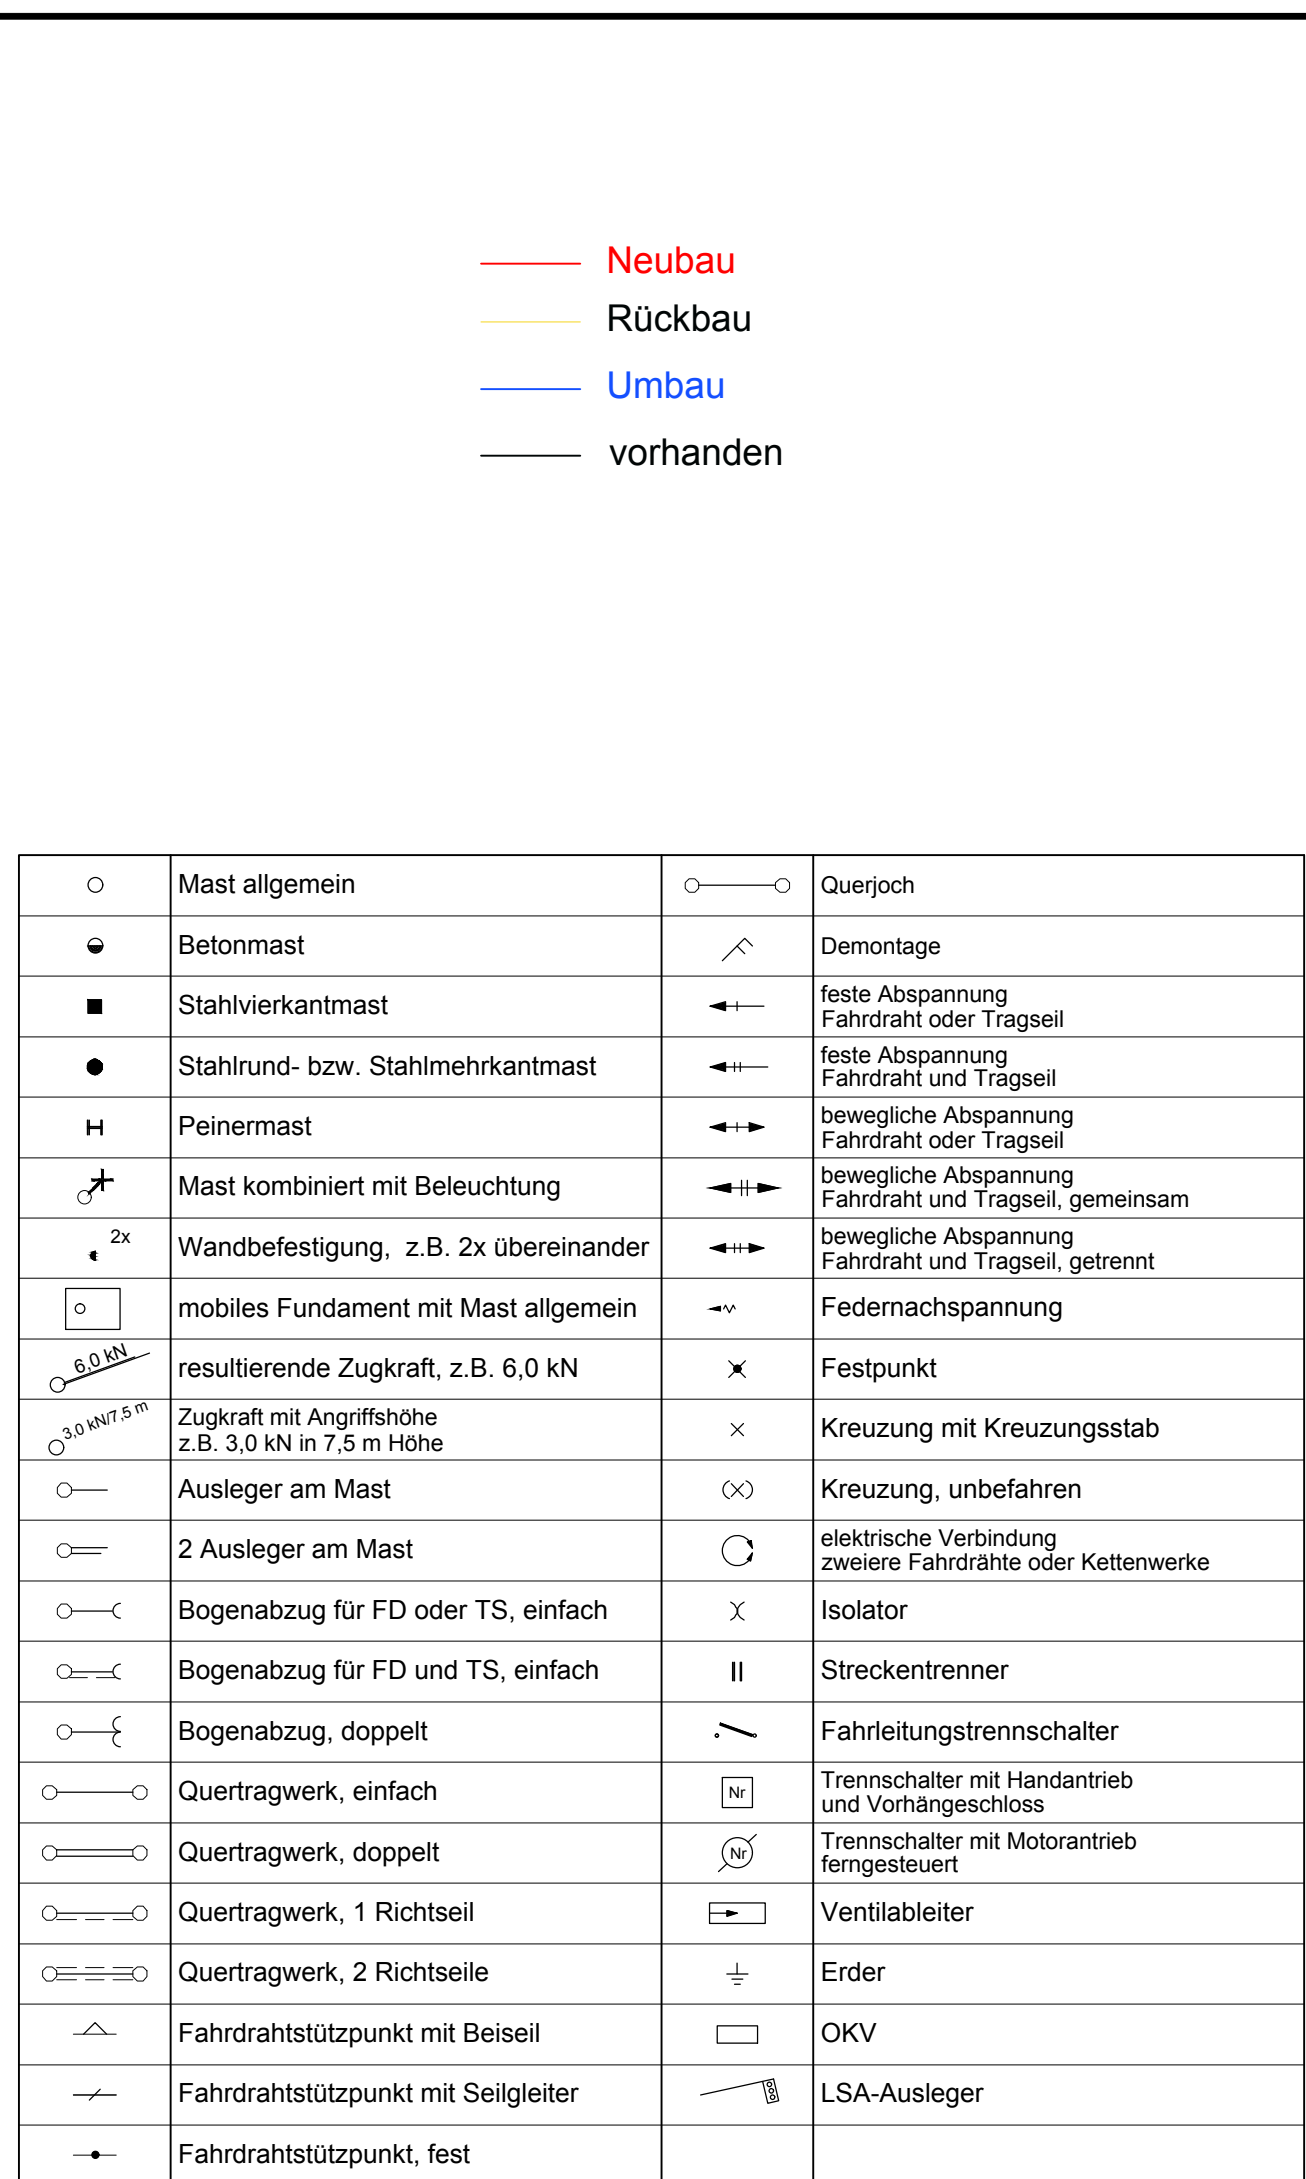 Neubau
Rückbau
Umbau
vorhanden
Mast allgemein
Querjoch
Betonmast
Demontage
Stahlvierkantmast
feste Abspannung
Fahrdraht oder Tragseil
Stahlrund- bzw. Stahlmehrkantmast
feste Abspannung
Fahrdraht und Tragseil
Peinermast
bewegliche Abspannung
Fahrdraht oder Tragseil
Mast kombiniert mit Beleuchtung
bewegliche Abspannung
Fahrdraht und Tragseil, gemeinsam
2x
Wandbefestigung, z.B. 2x übereinander
bewegliche Abspannung
Fahrdraht und Tragseil, getrennt
mobiles Fundament mit Mast allgemein
Federnachspannung
6,0 kN
resultierende Zugkraft, z.B. 6,0 kN
Festpunkt
3,0 kN/7,5 m
Zugkraft mit Angriffshöhe
z.B. 3,0 kN in 7,5 m Höhe
Kreuzung mit Kreuzungsstab
Ausleger am Mast
Kreuzung, unbefahren
2 Ausleger am Mast
elektrische Verbindung
zweiere Fahrdrähte oder Kettenwerke
Bogenabzug für FD oder TS, einfach
Isolator
Bogenabzug für FD und TS, einfach
Streckentrenner
Bogenabzug, doppelt
Fahrleitungstrennschalter
Quertragwerk, einfach
Nr
Trennschalter mit Handantrieb
und Vorhängeschloss
Quertragwerk, doppelt
Nr
Trennschalter mit Motorantrieb
ferngesteuert
Quertragwerk, 1 Richtseil
Ventilableiter
Quertragwerk, 2 Richtseile
Erder
Fahrdrahtstützpunkt mit Beiseil
OKV
Fahrdrahtstützpunkt mit Seilgleiter
LSA-Ausleger
Fahrdrahtstützpunkt, fest